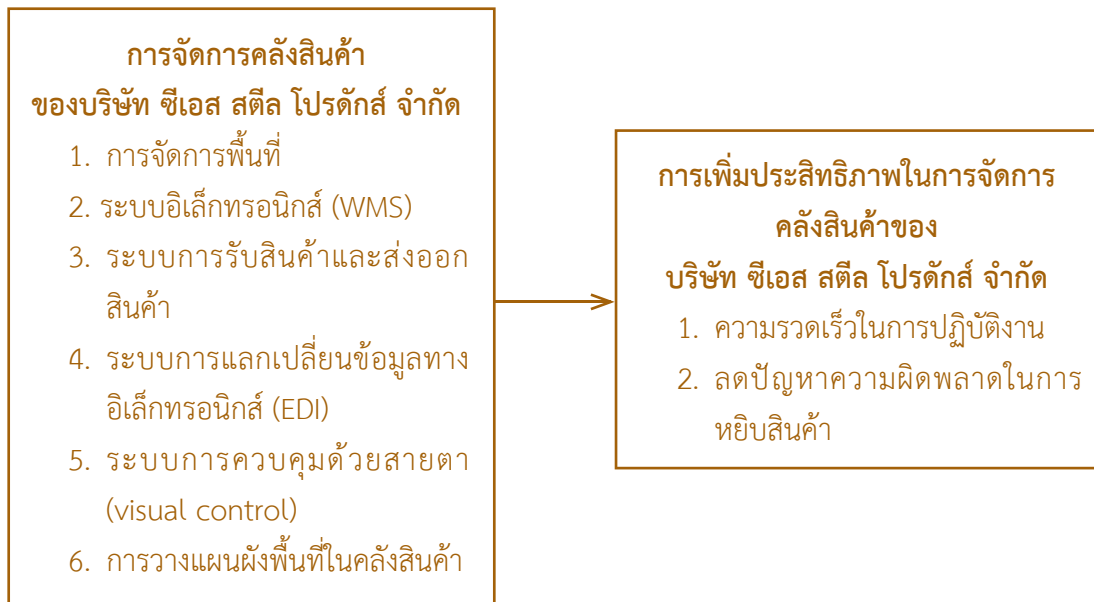 การจัดการคลังสินค้า
ของบริษัท ซีเอส สตีล โปรดักส์ จำกัด
1. การจัดการพื้นที่
2. ระบบอิเล็กทรอนิกส์ (WMS)
3. ระบบการรับสินค้าและส่งออก
สินค้า
4. ระบบการแลกเปลี่ยนข้อมูลทาง
อิเล็กทรอนิกส์ (EDI)
5. ระบบการควบคุมด้วยสายตา
(visual control)
6. การวางแผนผังพื้นที่ในคลังสินค้า
การเพิ่มประสิทธิภาพในการจัดการ
คลังสินค้าของ
บริษัท ซีเอส สตีล โปรดักส์ จำกัด
1. ความรวดเร็วในการปฏิบัติงาน
2. ลดปัญหาความผิดพลาดในการ
หยิบสินค้า